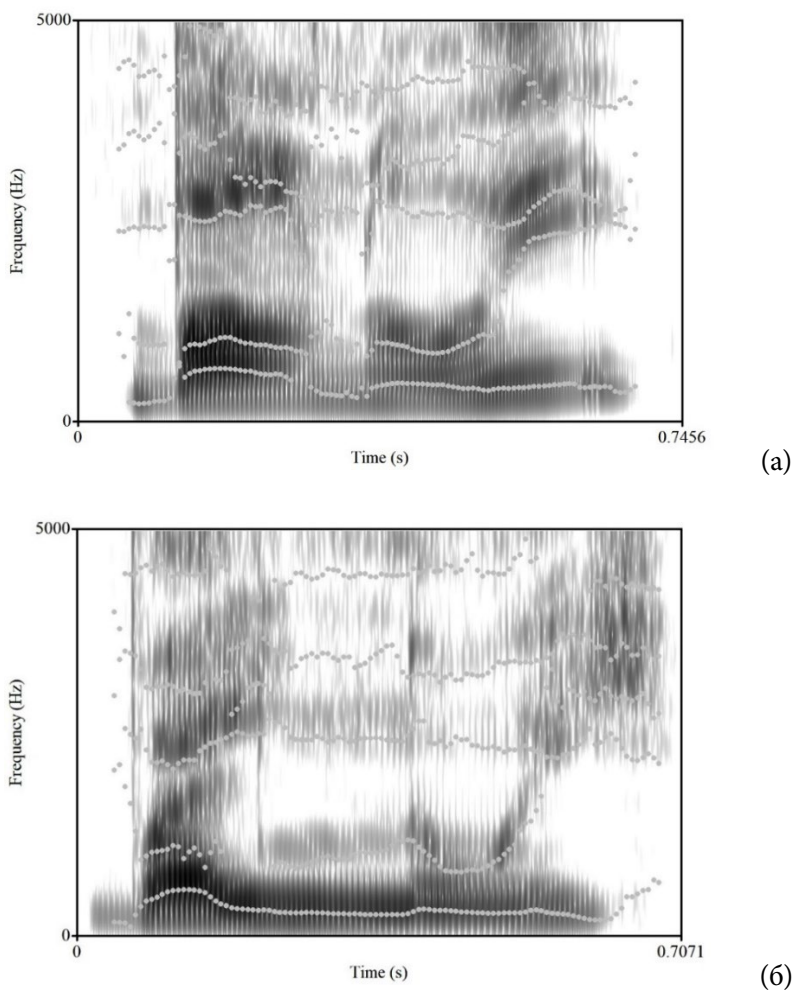 5000
Frequency (Hz)
0
0
0.7456
Time (s)
(а)
5000
Frequency (Hz)
0
0
0.7071
Time (s)
(б)